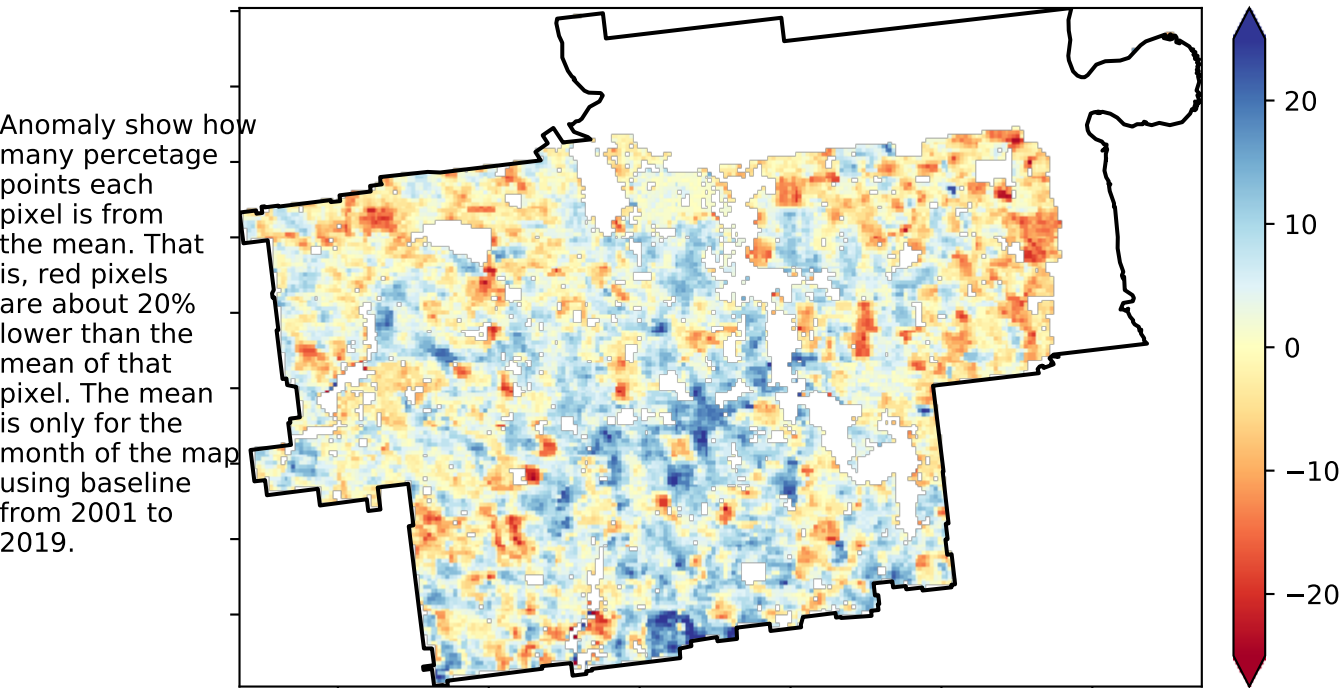 Anomaly show how
many percetage
points each
pixel is from
the mean. That
is, red pixels
are about 20%
lower than the
mean of that
pixel. The mean
is only for the
month of the map
using baseline
from 2001 to
2019.
20
10
0
−10
−20